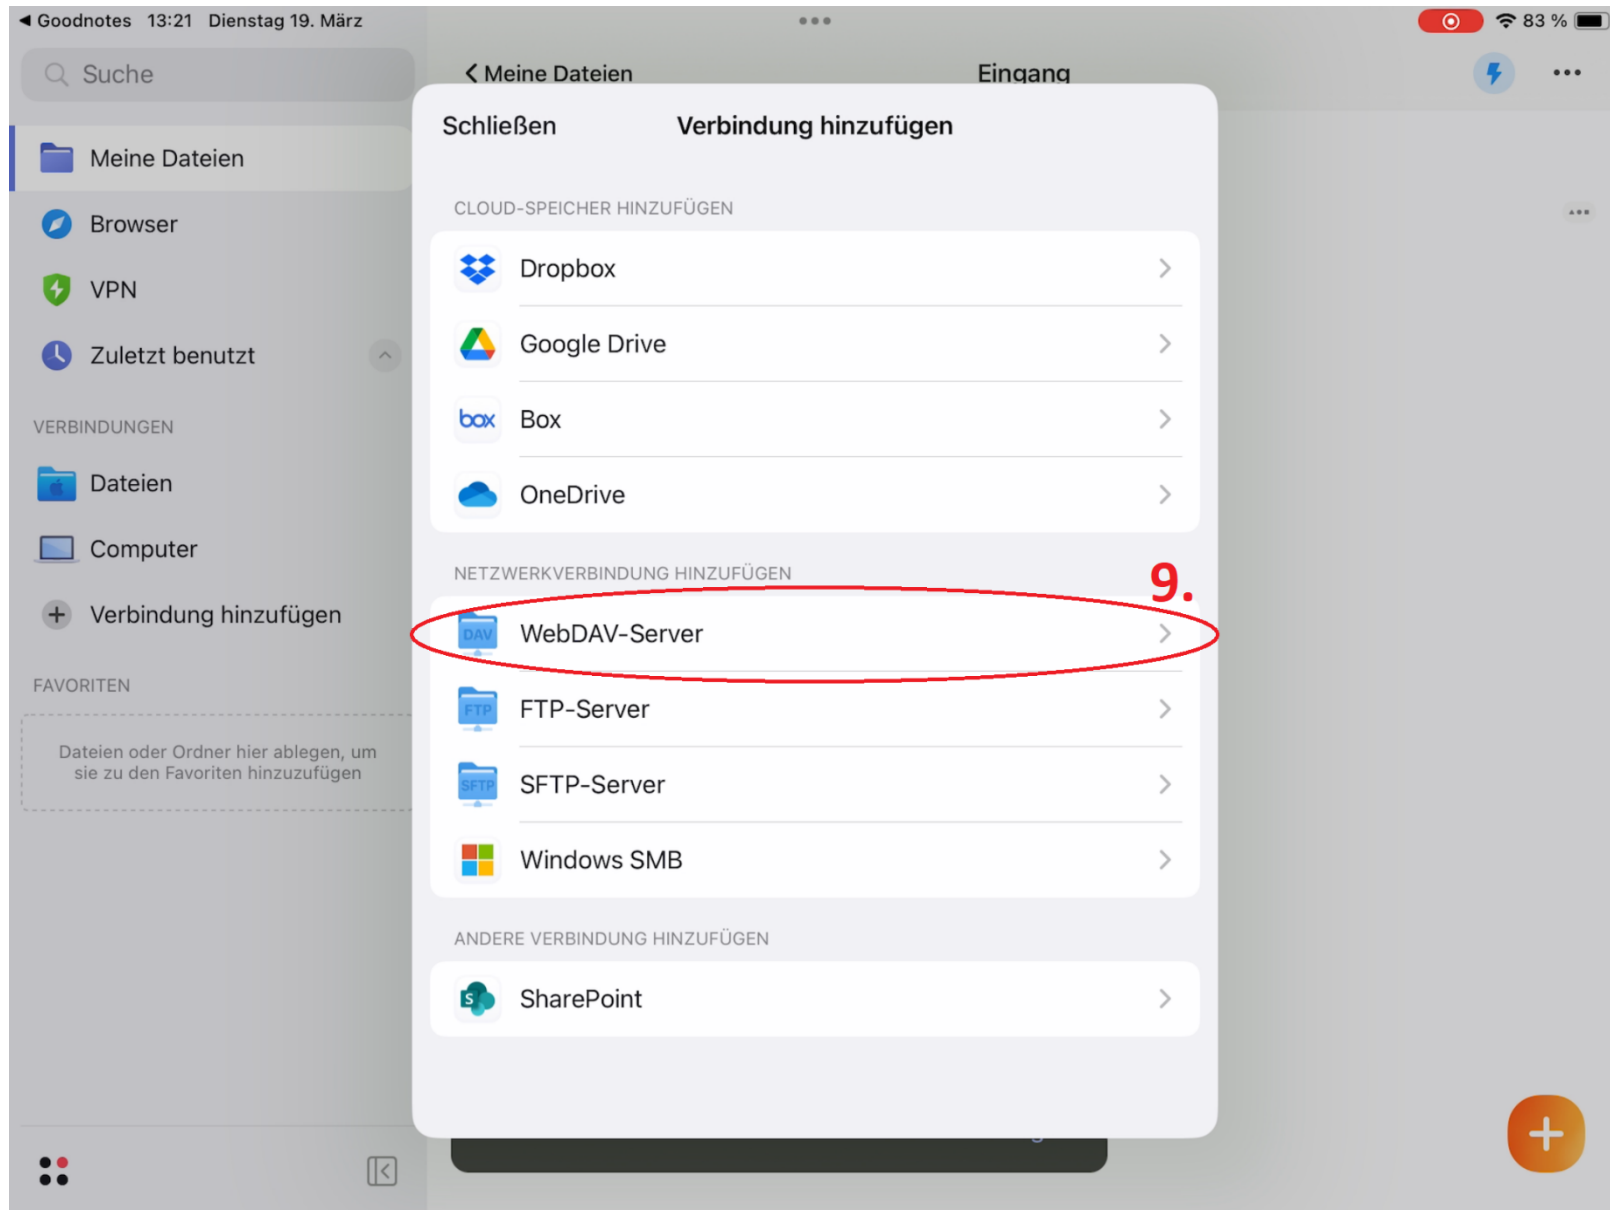 Goodnotes 13:21 Dienstag 19. März
83 %
Suche
Meine Dateien
Browser
VPN
Zuletzt benutzt
VERBINDUNGEN
Dateien
Computer
Verbindung hinzufügen
FAVORITEN
Dateien oder Ordner hier ablegen, um
sie zu den Favoriten hinzuzufügen
Meine Dateien
Eingang
Schließen
Verbindung hinzufügen
CLOUD-SPEICHER HINZUFÜGEN
Dropbox
Google Drive
box
Box
OneDrive
NETZWERKVERBINDUNG HINZUFÜGEN
9.
DAV
WebDAV-Server
FTP
FTP-Server
SFTP
SFTP-Server
Windows SMB
ANDERE VERBINDUNG HINZUFÜGEN
S
SharePoint